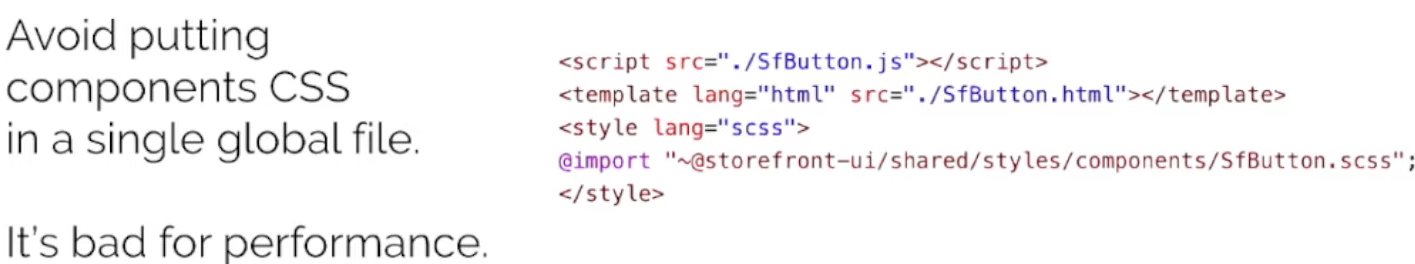 Avoid putting
components CSS
in a single global file.
It's bad for performance.
<script src="./SfButton.js"></script>
<template lang="html" src="./SfButton.html"></template>
<style lang="scss">
@import "~@storefront-ui/shared/styles/components/SfButton.scss";
</style>